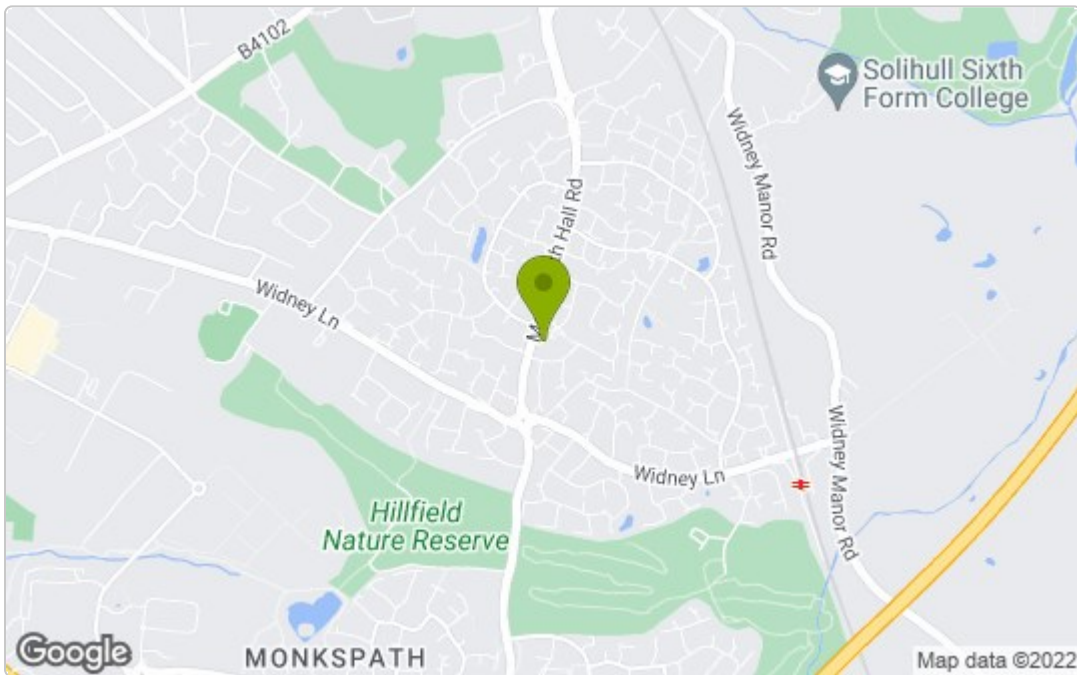 B4102
Solihull Sixth
Form College
Widney Manor Rd
Hall Rd
Widney Ln
Widney Ln
Widney Manor Rd
Hillfield
Nature Reserve
MONKSPATH
Google
Map data ©2022